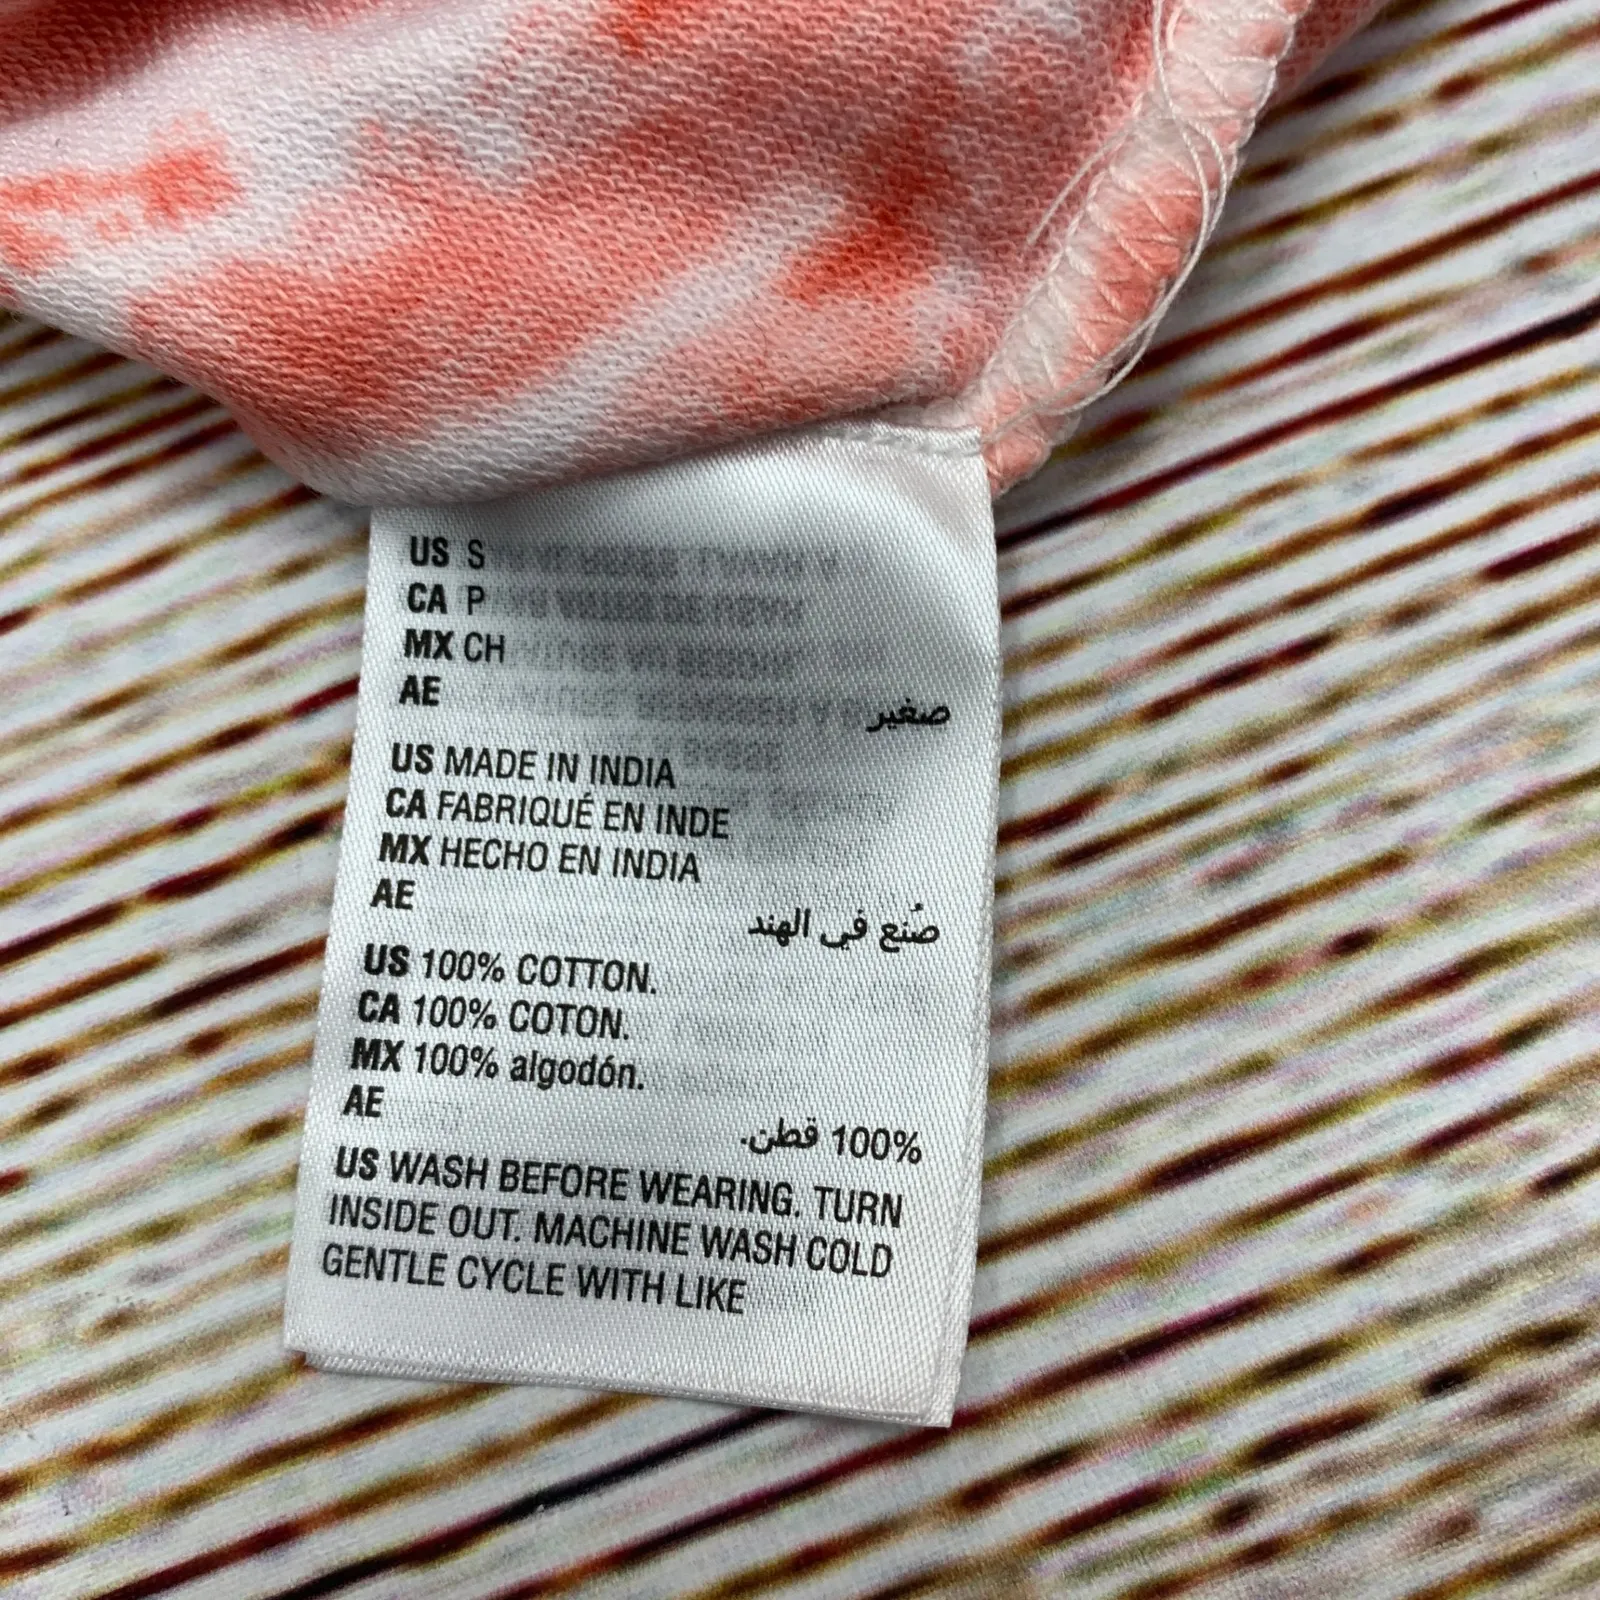 US S
CA P
MX CH
AE
صغير
US MADE IN INDIA
CA FABRIQUÉ EN INDE
MX HECHO EN INDIA
AE
صُنع في الهند
US 100% COTTON.
CA 100% COTON.
MX 100% algodón.
AE
100% قطن.
US WASH BEFORE WEARING. TURN
INSIDE OUT. MACHINE WASH COLD
GENTLE CYCLE WITH LIKE